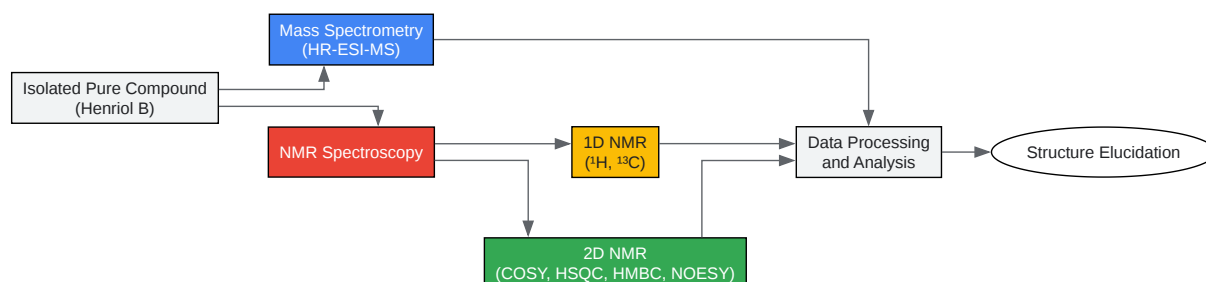 Mass Spectrometry
(HR-ESI-MS)
Isolated Pure Compound
(Henriol B)
NMR Spectroscopy
1D NMR
(¹H, ¹³C)
Data Processing
and Analysis
Structure Elucidation
2D NMR
(COSY, HSQC, HMBC, NOESY)